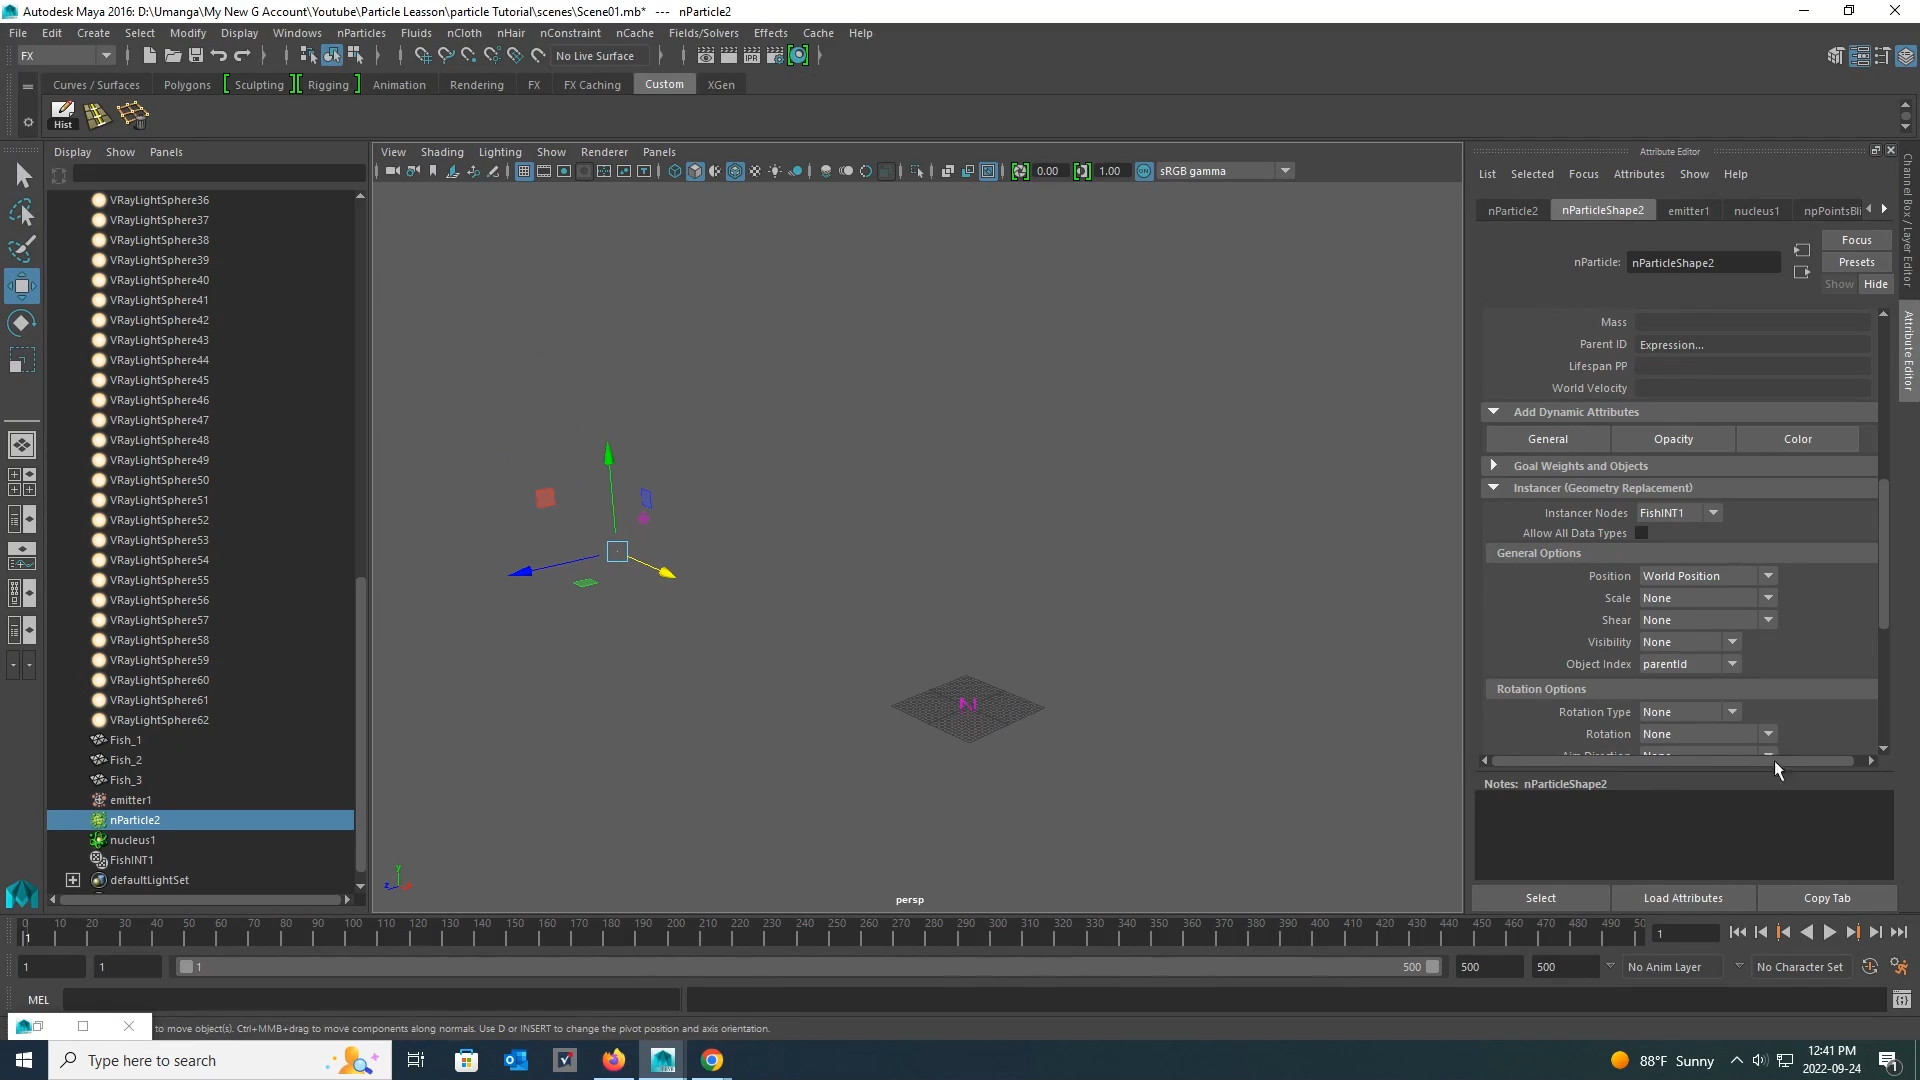 Autodesk Maya 2016: D:\Umanga\My New G Account\Youtube\Particle Leasson\particle Tutorial\scenes\Scene01.mb* --- nParticle2
File Edit Create Select Modify Display Windows nParticles Fluids nCloth nHair nConstraint nCache Fields/Solvers Effects Cache Help
FX No Live Surface IPR
Curves / Surfaces Polygons Sculpting Rigging Animation Rendering FX FX Caching Custom XGen
Hist
Display Show Panels
View Shading Lighting Show Renderer Panels
0.00 1.00 ON sRGB gamma
VRayLightSphere36
VRayLightSphere37
VRayLightSphere38
VRayLightSphere39
VRayLightSphere40
VRayLightSphere41
VRayLightSphere42
VRayLightSphere43
VRayLightSphere44
VRayLightSphere45
VRayLightSphere46
VRayLightSphere47
VRayLightSphere48
VRayLightSphere49
VRayLightSphere50
VRayLightSphere51
VRayLightSphere52
VRayLightSphere53
VRayLightSphere54
VRayLightSphere55
VRayLightSphere56
VRayLightSphere57
VRayLightSphere58
VRayLightSphere59
VRayLightSphere60
VRayLightSphere61
VRayLightSphere62
Fish_1
Fish_2
Fish_3
emitter1
nParticle2
nucleus1
FishINT1
defaultLightSet
N
y
z
persp
Attribute Editor
List Selected Focus Attributes Show Help
nParticle2 nParticleShape2 emitter1 nucleus1 npPointsBli
nParticle: nParticleShape2
Focus
Presets
Show Hide
Mass
Parent ID Expression...
Lifespan PP
World Velocity
Add Dynamic Attributes
General Opacity Color
Goal Weights and Objects
Instancer (Geometry Replacement)
Instancer Nodes FishINT1
Allow All Data Types
General Options
Position World Position
Scale None
Shear None
Visibility None
Object Index parentId
Rotation Options
Rotation Type None
Rotation None
Aim Direction None
Notes: nParticleShape2
Select Load Attributes Copy Tab
Channel Box / Layer Editor
Attribute Editor
0 10 20 30 40 50 60 70 80 90 100 110 120 130 140 150 160 170 180 190 200 210 220 230 240 250 260 270 280 290 300 310 320 330 340 350 360 370 380 390 400 410 420 430 440 450 460 470 480 490 50
1 1
1 1 1 500 500 500 No Anim Layer No Character Set
MEL
to move object(s). Ctrl+MMB+drag to move components along normals. Use D or INSERT to change the pivot position and axis orientation.
Type here to search
88°F Sunny
12:41 PM
2022-09-24
1